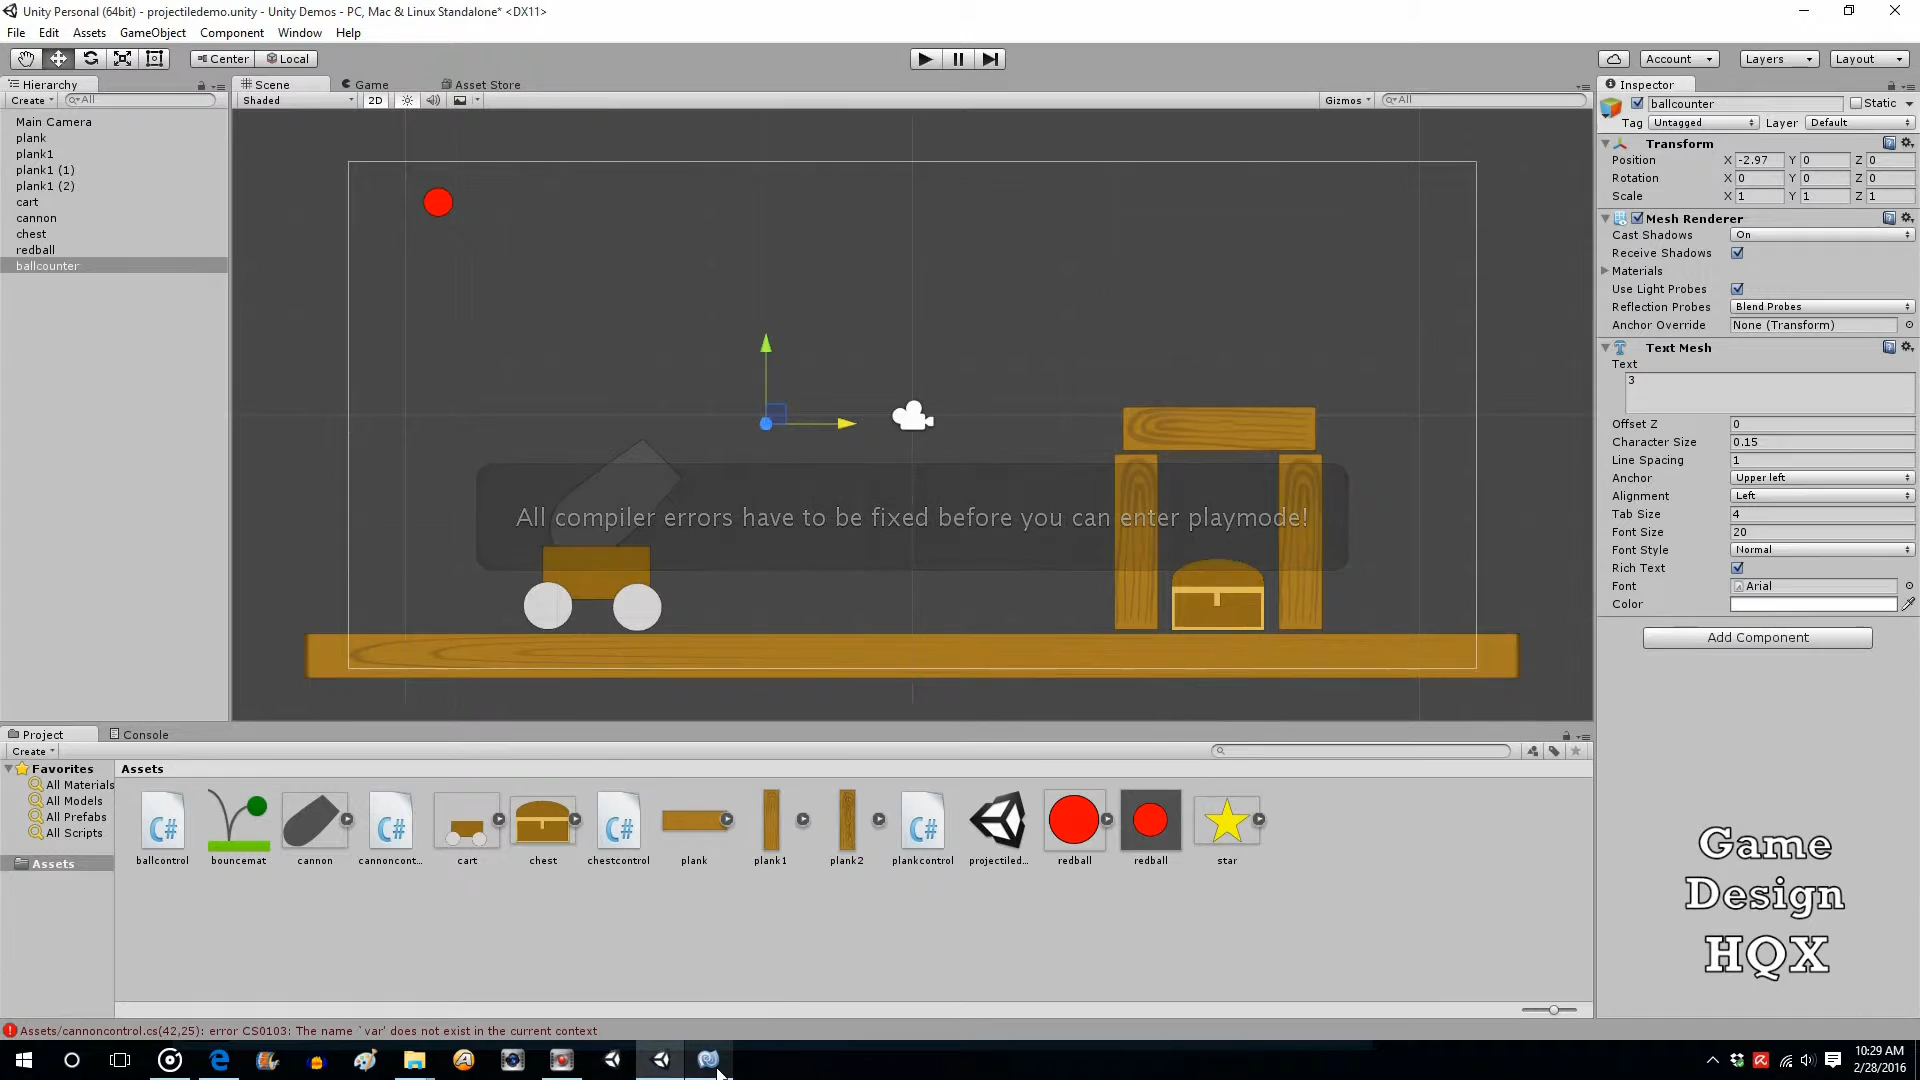 Unity Personal (64bit) - projectiledemo.unity - Unity Demos - PC, Mac & Linux Standalone* <DX11>
File Edit Assets GameObject Component Window Help
Center Local Account Layers Layout
Hierarchy Scene Game Asset Store Inspector
Create All Shaded 2D Gizmos All
ballcounter Static
Tag Untagged Layer Default
Main Camera
plank
plank1
plank1 (1)
plank1 (2)
cart
cannon
chest
redball
ballcounter
Transform
Position X -2.97 Y 0 Z 0
Rotation X 0 Y 0 Z 0
Scale X 1 Y 1 Z 1
Mesh Renderer
Cast Shadows On
Receive Shadows
Materials
Use Light Probes
Reflection Probes Blend Probes
Anchor Override None (Transform)
Text Mesh
Text
3
Offset Z 0
Character Size 0.15
Line Spacing 1
Anchor Upper left
Alignment Left
Tab Size 4
Font Size 20
Font Style Normal
Rich Text
Font Arial
Color
Add Component
All compiler errors have to be fixed before you can enter playmode!
Project Console
Create
Favorites
All Materials
All Models
All Prefabs
All Scripts
Assets
Assets
C# C# C# C#
ballcontrol bouncemat cannon cannoncont... cart chest chestcontrol plank plank1 plank2 plankcontrol projectiled... redball redball star
Game
Design
HQX
Assets/cannoncontrol.cs(42,25): error CS0103: The name `var' does not exist in the current context
10:29 AM
2/28/2016